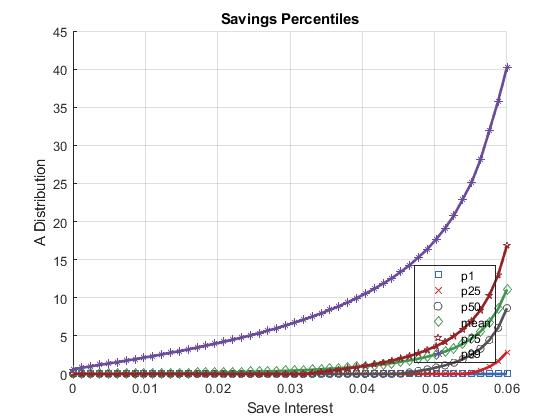 Savings Percentiles
45
40
35
30
25
20
15
10
5
0
A Distribution
p1
p25
p50
mean
p75
p99
0 0.01 0.02 0.03 0.04 0.05 0.06
Save Interest